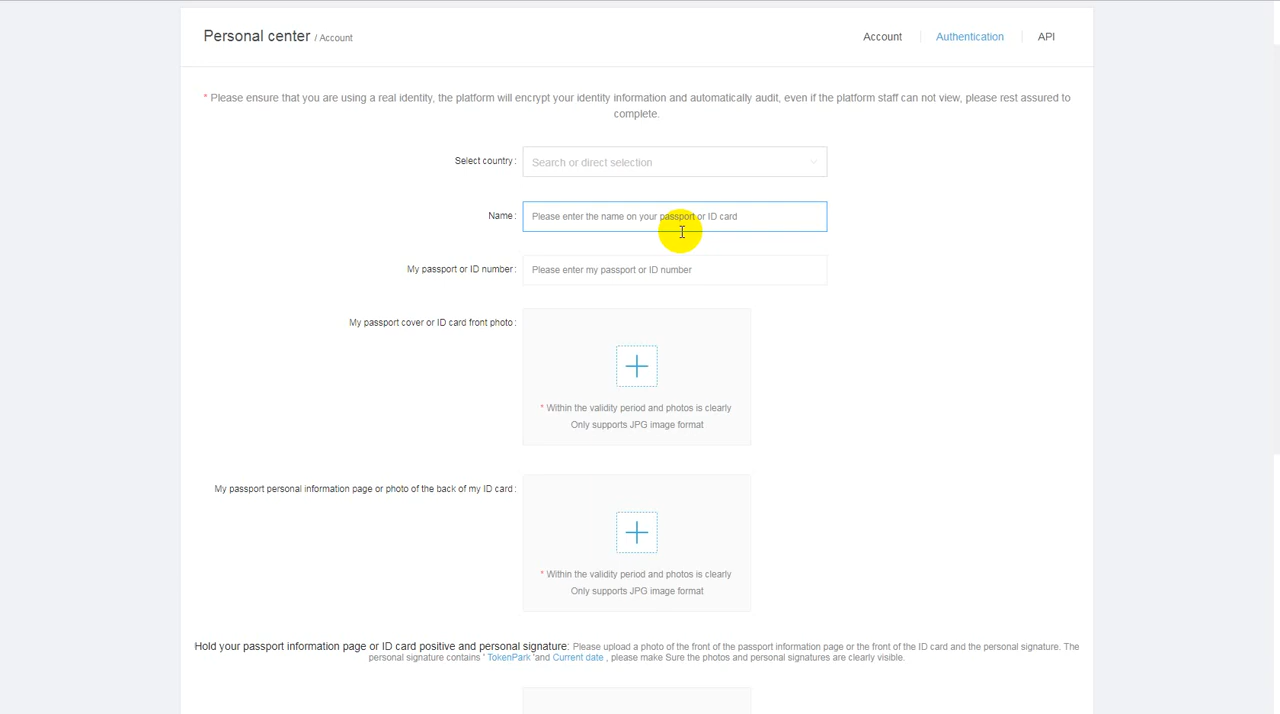 Personal center / Account
Account
Authentication
API
* Please ensure that you are using a real identity, the platform will encrypt your identity information and automatically audit, even if the platform staff can not view, please rest assured to
complete.
Select country :
Search or direct selection
Name :
Please enter the name on your passport or ID card
My passport or ID number :
Please enter my passport or ID number
My passport cover or ID card front photo :
* Within the validity period and photos is clearly
Only supports JPG image format
My passport personal information page or photo of the back of my ID card :
* Within the validity period and photos is clearly
Only supports JPG image format
Hold your passport information page or ID card positive and personal signature: Please upload a photo of the front of the passport information page or the front of the ID card and the personal signature. The
personal signature contains ' TokenPark 'and Current date , please make Sure the photos and personal signatures are clearly visible.